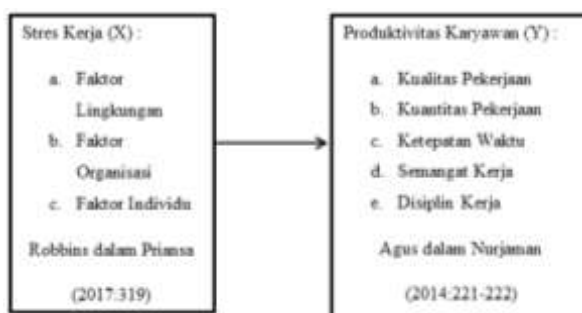 Stres Kerja (X) :
a. Faktor
Lingkungan
b. Faktor
Organisasi
c. Faktor Individu
Robbins dalam Priansa
(2017:319)
Produktivitas Karyawan (Y) :
a. Kualitas Pekerjaan
b. Kuantitas Pekerjaan
c. Ketepatan Waktu
d. Semangat Kerja
e. Disiplin Kerja
Agus dalam Nurjaman
(2014:221-222)